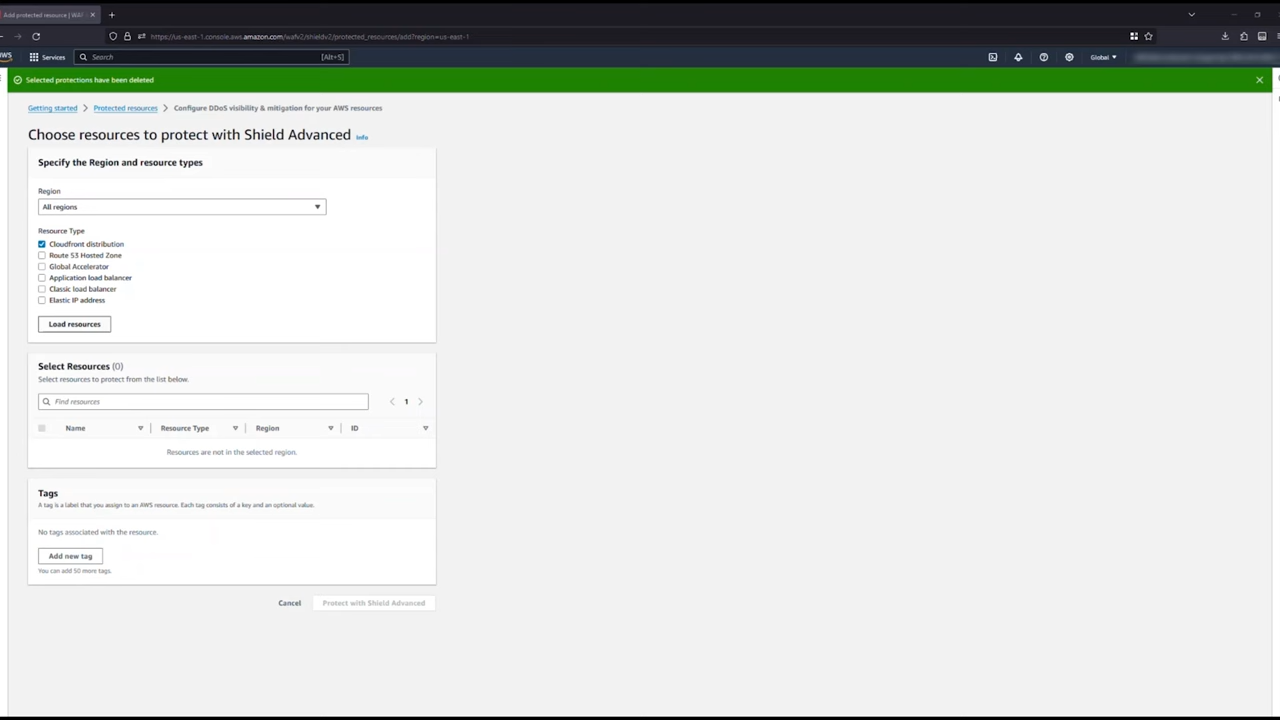 Add protected resource | WAF
https://us-east-1.console.aws.amazon.com/wafv2/shieldv2/protected_resources/add?region=us-east-1
aws Services Search [Alt+S] Global
Selected protections have been deleted
Getting started > Protected resources > Configure DDoS visibility & mitigation for your AWS resources
Choose resources to protect with Shield Advanced Info
Specify the Region and resource types
Region
All regions
Resource Type
Cloudfront distribution
Route 53 Hosted Zone
Global Accelerator
Application load balancer
Classic load balancer
Elastic IP address
Load resources
Select Resources (0)
Select resources to protect from the list below.
Find resources 1
Name Resource Type Region ID
Resources are not in the selected region.
Tags
A tag is a label that you assign to an AWS resource. Each tag consists of a key and an optional value.
No tags associated with the resource.
Add new tag
You can add 50 more tags.
Cancel Protect with Shield Advanced